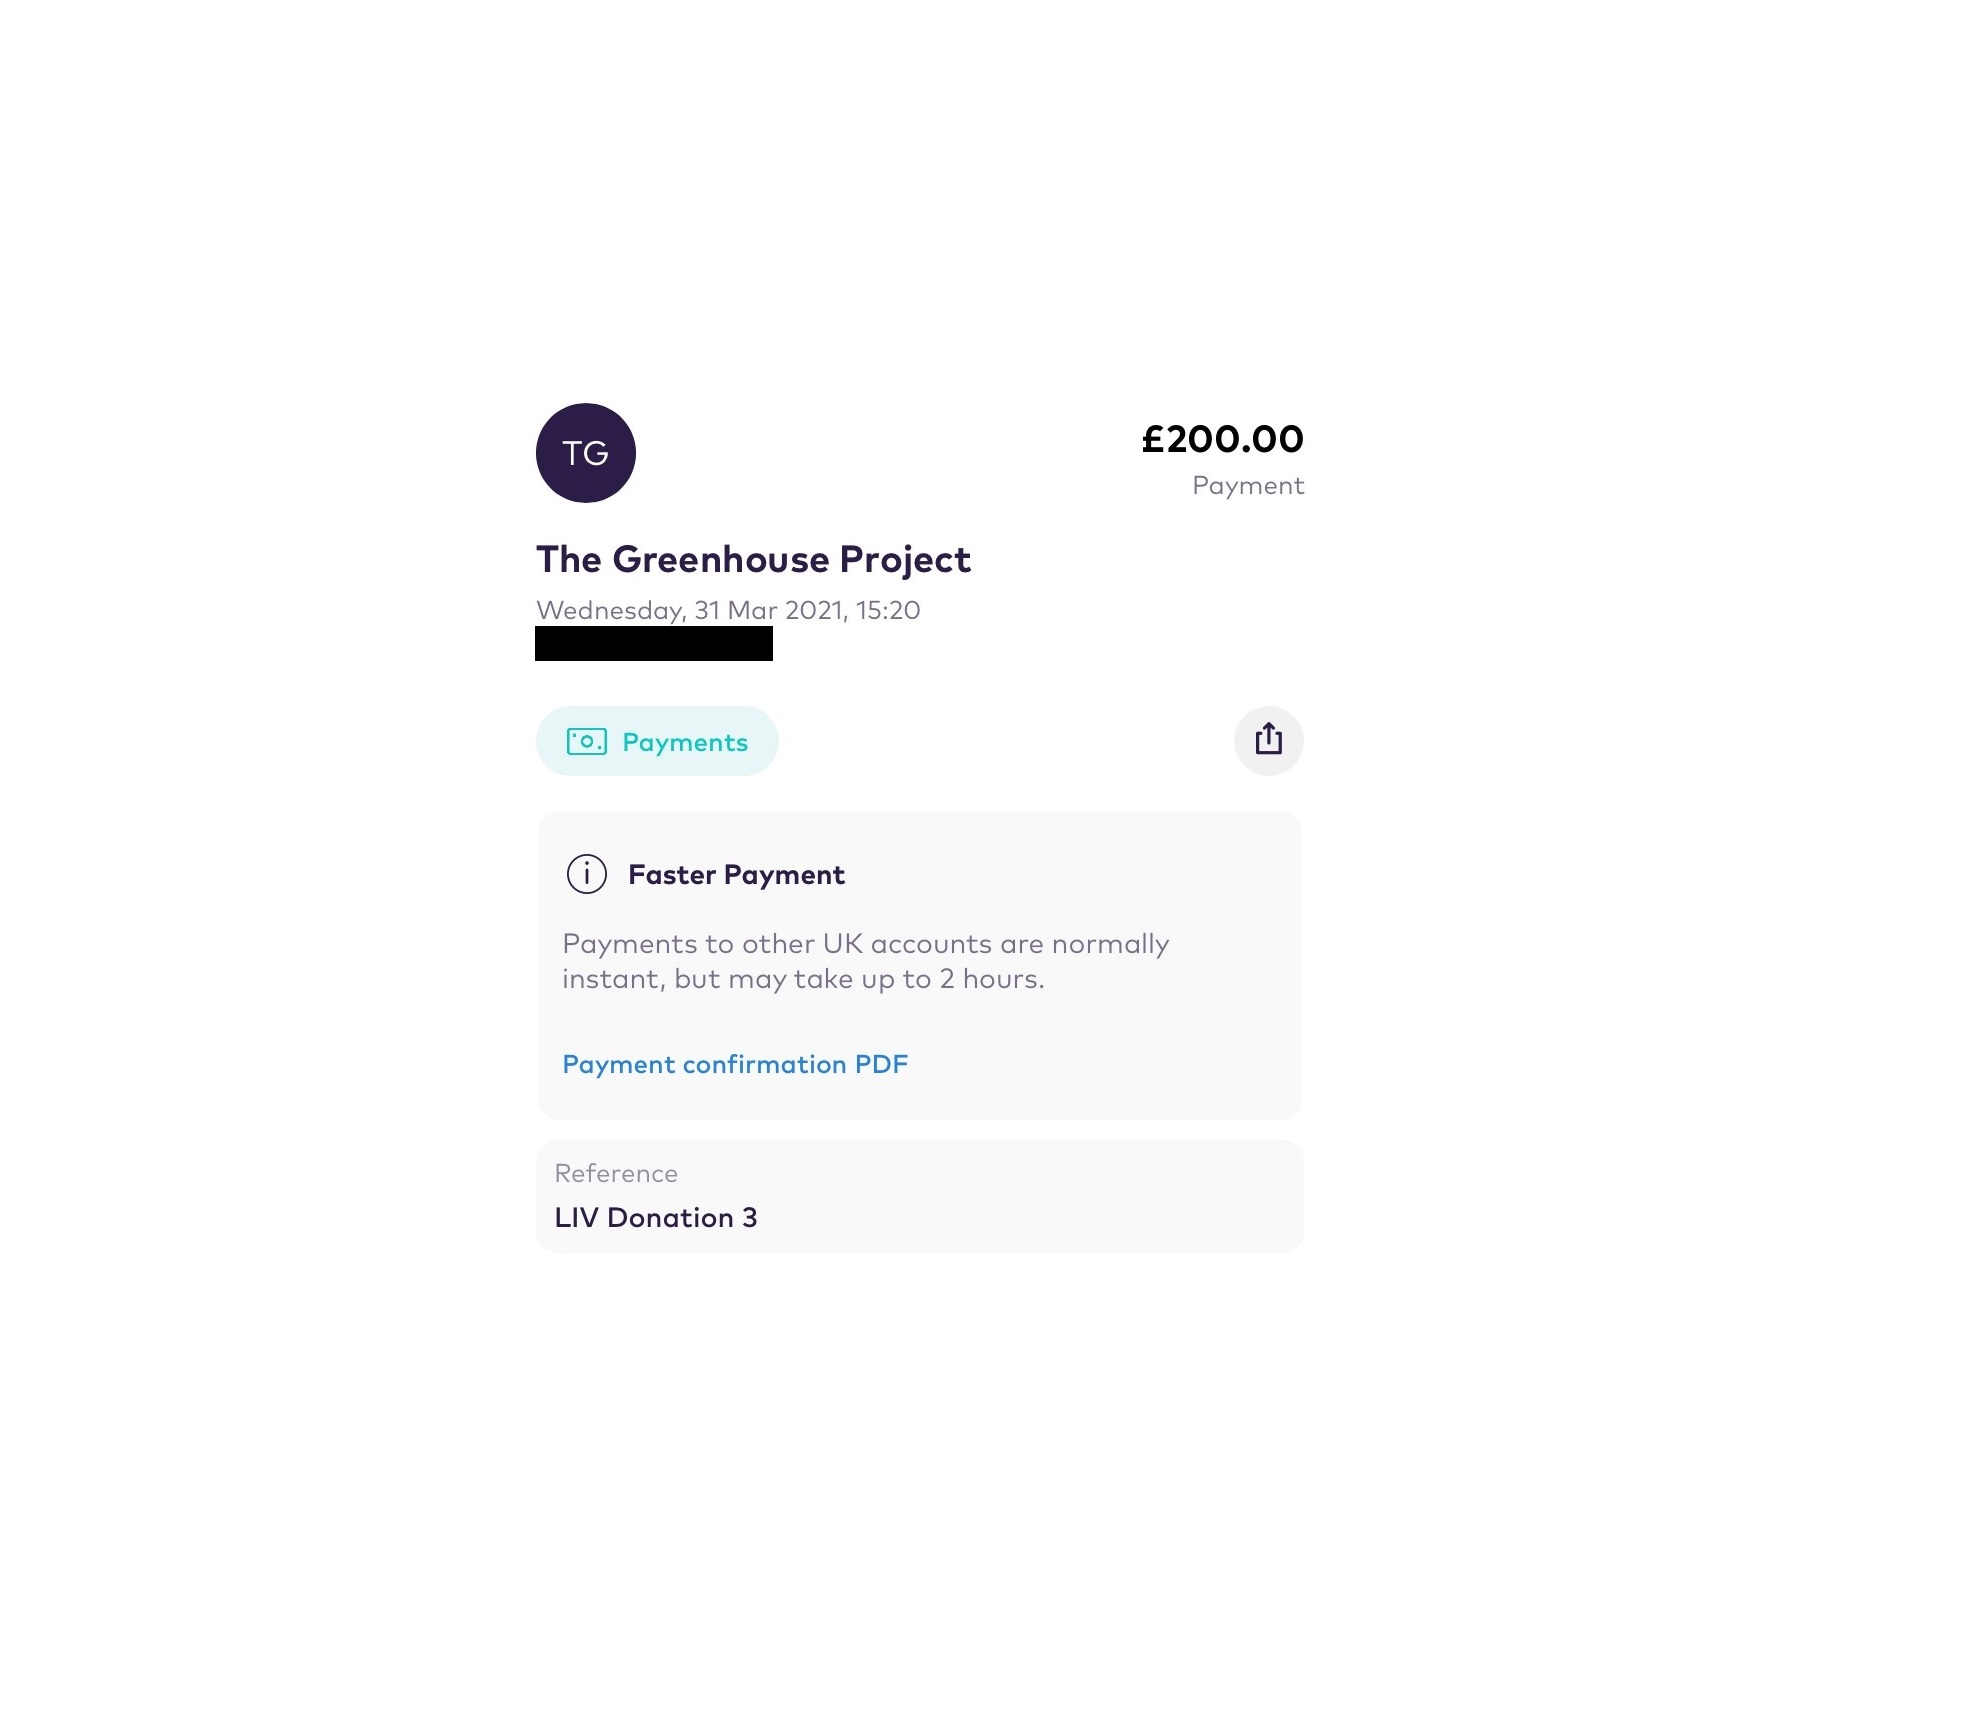 TG
£200.00
Payment
The Greenhouse Project
Wednesday, 31 Mar 2021, 15:20
Payments
Faster Payment
Payments to other UK accounts are normally
instant, but may take up to 2 hours.
Payment confirmation PDF
Reference
LIV Donation 3